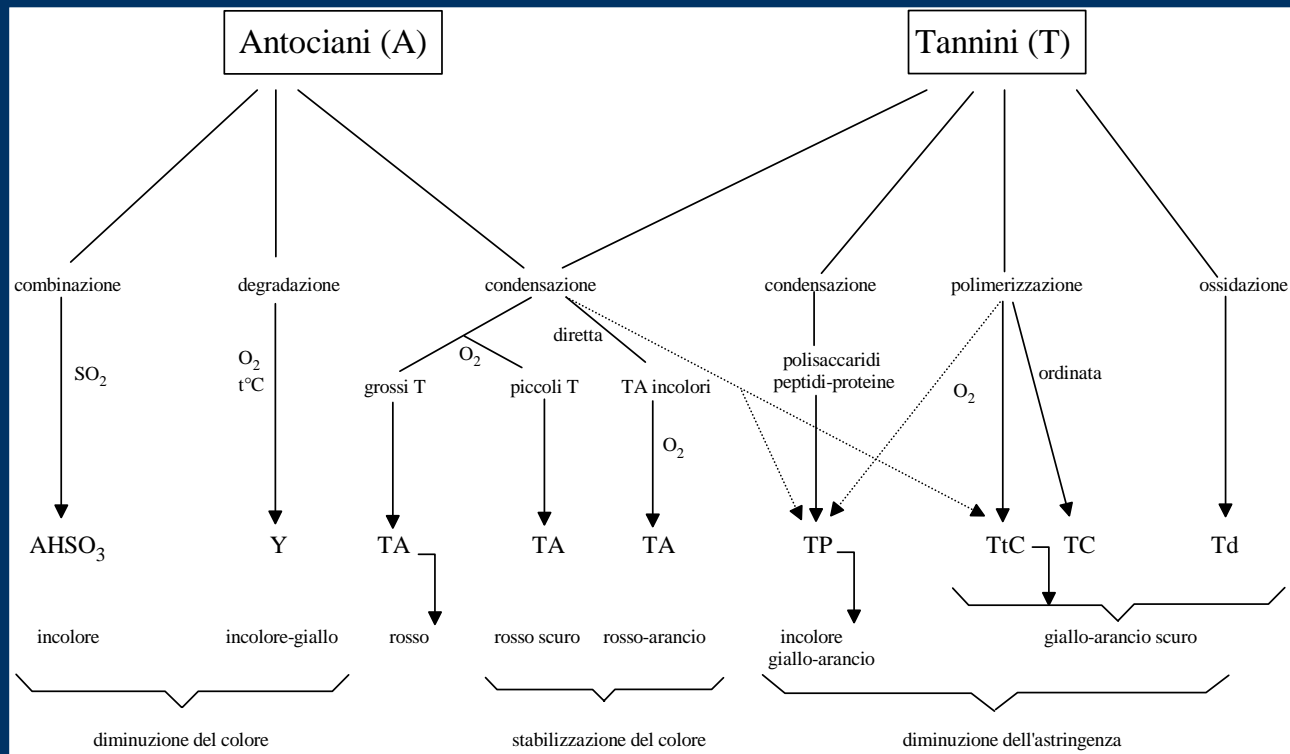 Antociani (A)
Tannini (T)
combinazione
degradazione
condensazione
condensazione
polimerizzazione
ossidazione
SO2
O2
t°C
O2
diretta
polisaccaridi
peptidi-proteine
O2
ordinata
grossi T
piccoli T
TA incolori
O2
AHSO3
Y
TA
TA
TA
TP
TtC
TC
Td
incolore
incolore-giallo
rosso
rosso scuro
rosso-arancio
incolore
giallo-arancio
giallo-arancio scuro
diminuzione del colore
stabilizzazione del colore
diminuzione dell'astringenza